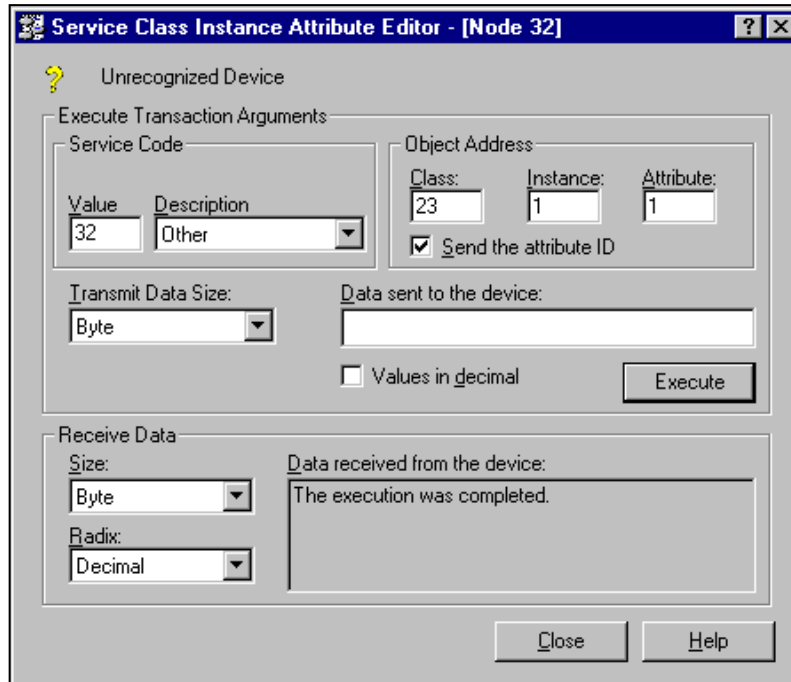 Service Class Instance Attribute Editor - [Node 32]
? Unrecognized Device
Execute Transaction Arguments
Service Code
Value Description
32 Other
Object Address
Class: Instance: Attribute:
23 1 1
Send the attribute ID
Transmit Data Size:
Byte
Data sent to the device:
Values in decimal
Execute
Receive Data
Size:
Byte
Radix:
Decimal
Data received from the device:
The execution was completed.
Close Help